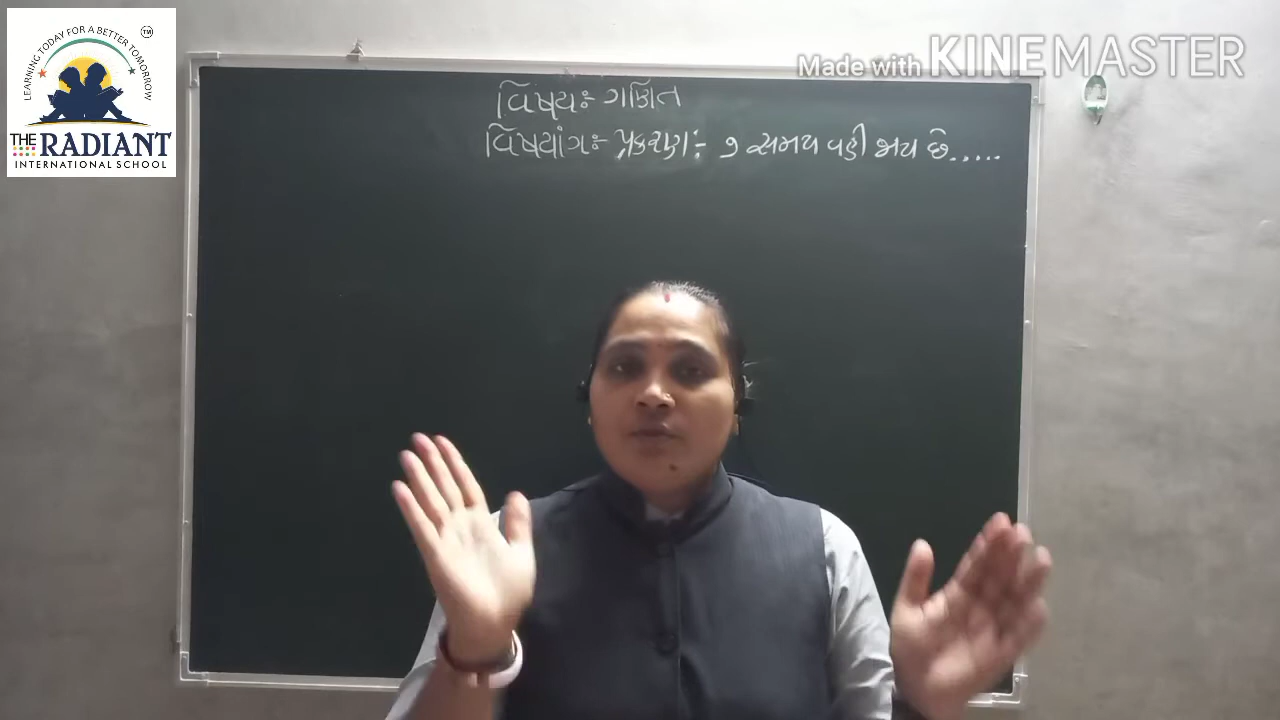 LEARNING TODAY FOR A BETTER TOMORROW
TM
THE RADIANT
INTERNATIONAL SCHOOL
Made with KINEMASTER
વિષયઃ- ગણિત
વિષયાંગઃ- પ્રકરણઃ- ૭ સમય વહી જાય છે.....